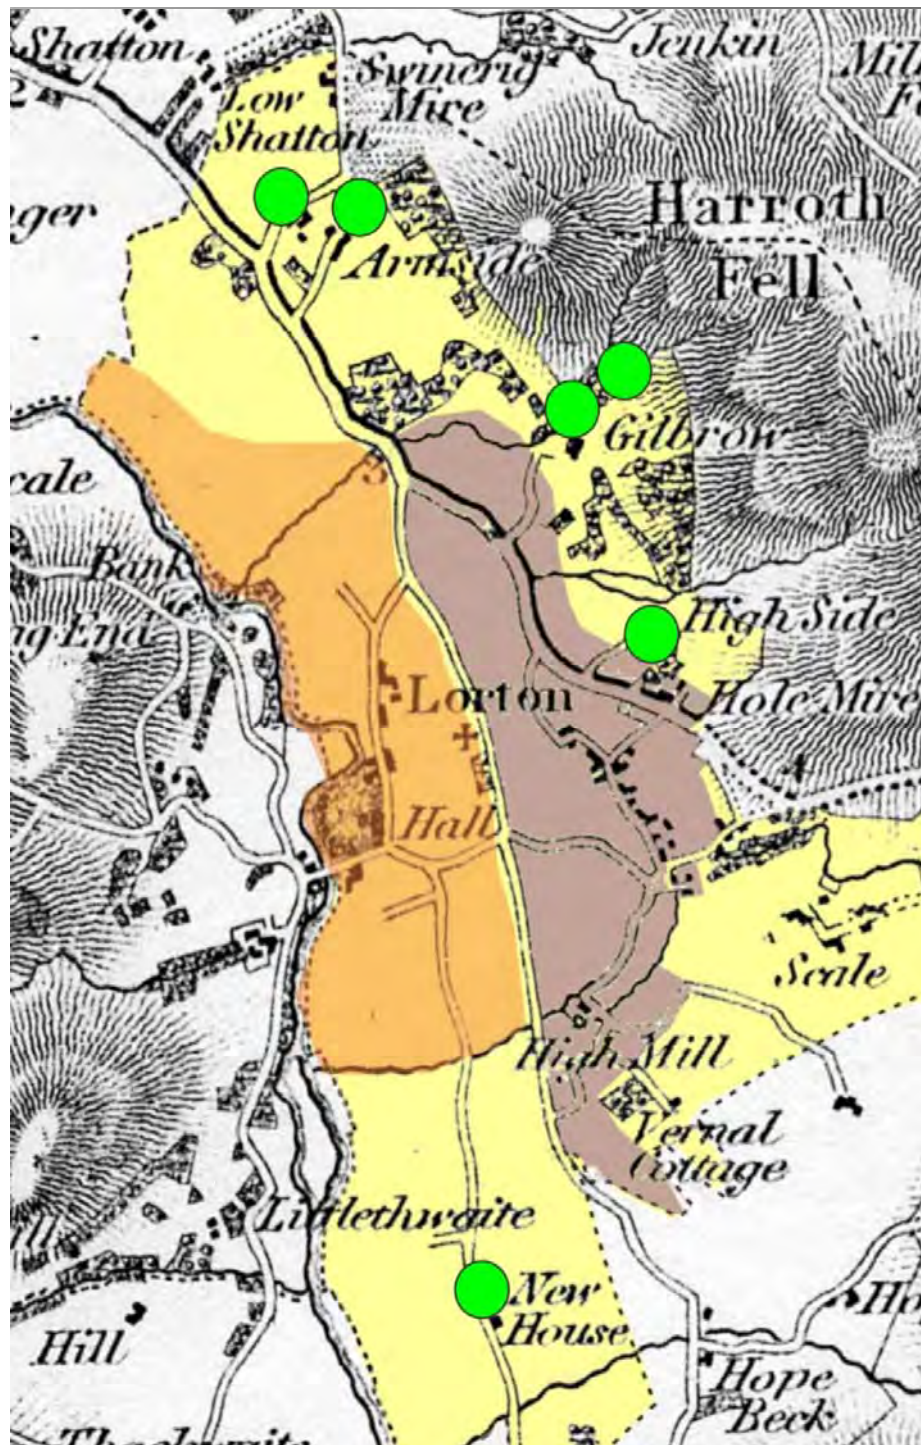 Shatton
Jenkin
Swinerig
Mire
Low
Shatton
Harroth
Fell
Armside
Gilbrow
Bank
High Side
Hole Mire
Lorton
Hall
Scale
High Mill
Vernal
Cottage
Littlethwaite
New
House
Hill
Hope
Beck